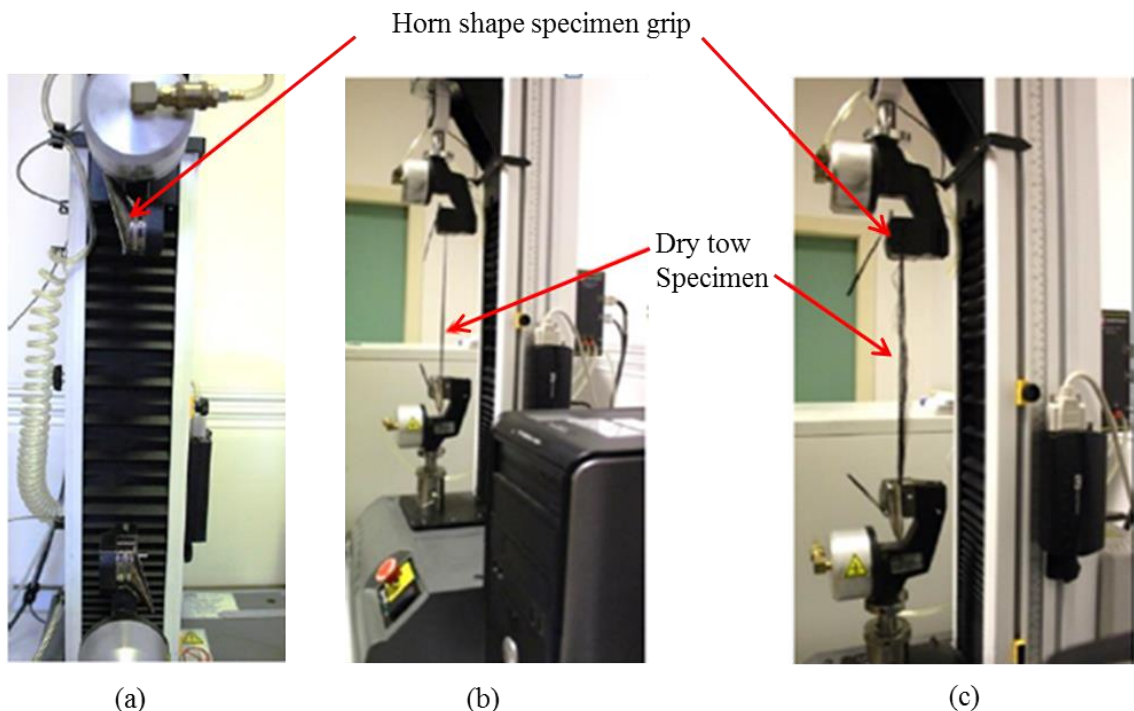 Horn shape specimen grip
Dry tow
Specimen
(a)
(b)
(c)